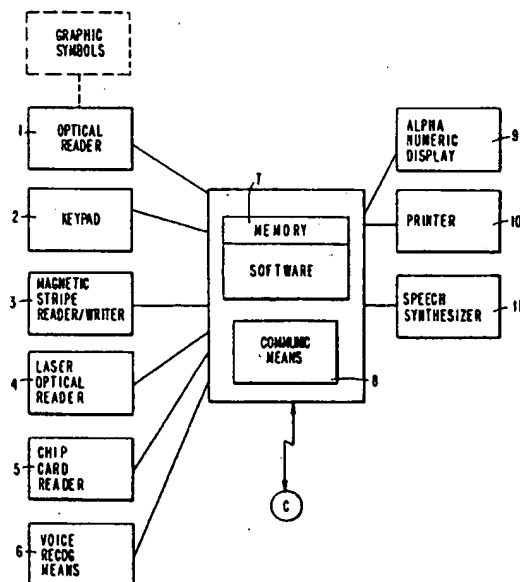 GRAPHIC
SYMBOLS
1
OPTICAL
READER
2
KEYPAD
3
MAGNETIC
STRIPE
READER/WRITER
4
LASER
OPTICAL
READER
5
CHIP
CARD
READER
6
VOICE
RECOG
MEANS
7
MEMORY
SOFTWARE
COMMUNIC
MEANS
8
C
ALPHA
NUMERIC
DISPLAY
9
PRINTER
10
SPEECH
SYNTHESIZER
11